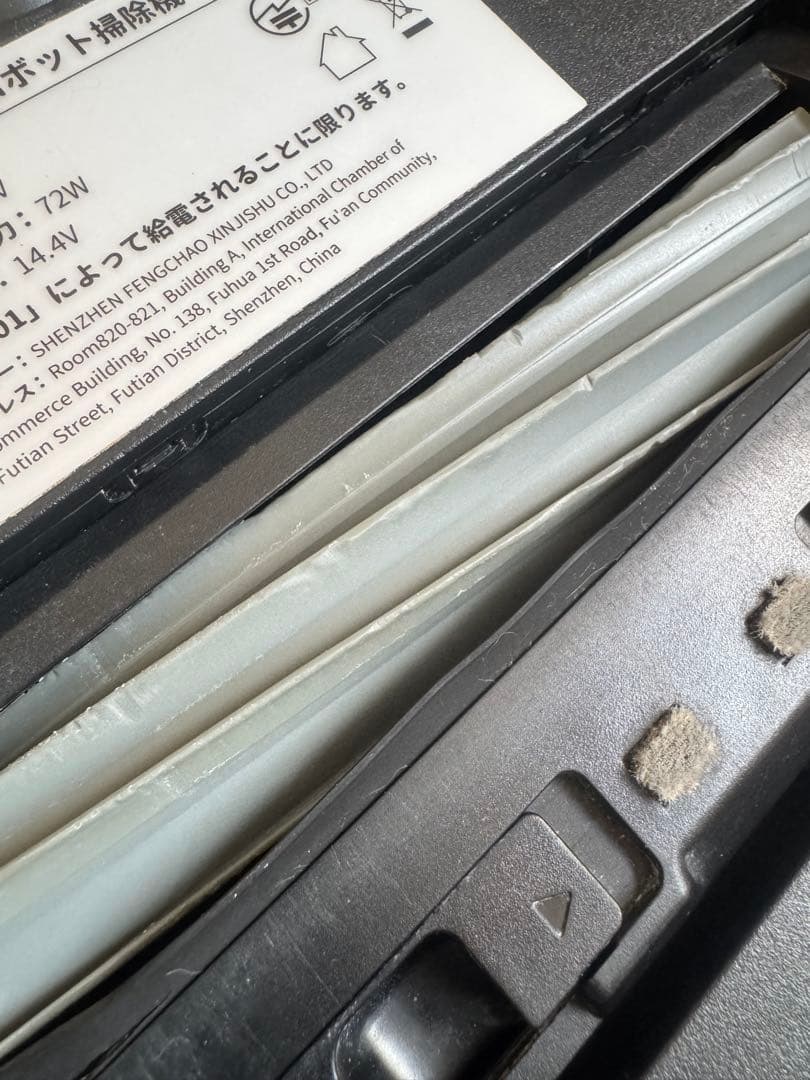 ボット掃除機
力: 72W
: 14.4V
01」によって給電されることに限ります。
ー: SHENZHEN FENGCHAO XINJISHU CO., LTD
レス: Room820-821, Building A, International Chamber of
ommerce Building, No. 138, Fuhua 1st Road, Fu'an Community,
Futian Street, Futian District, Shenzhen, China